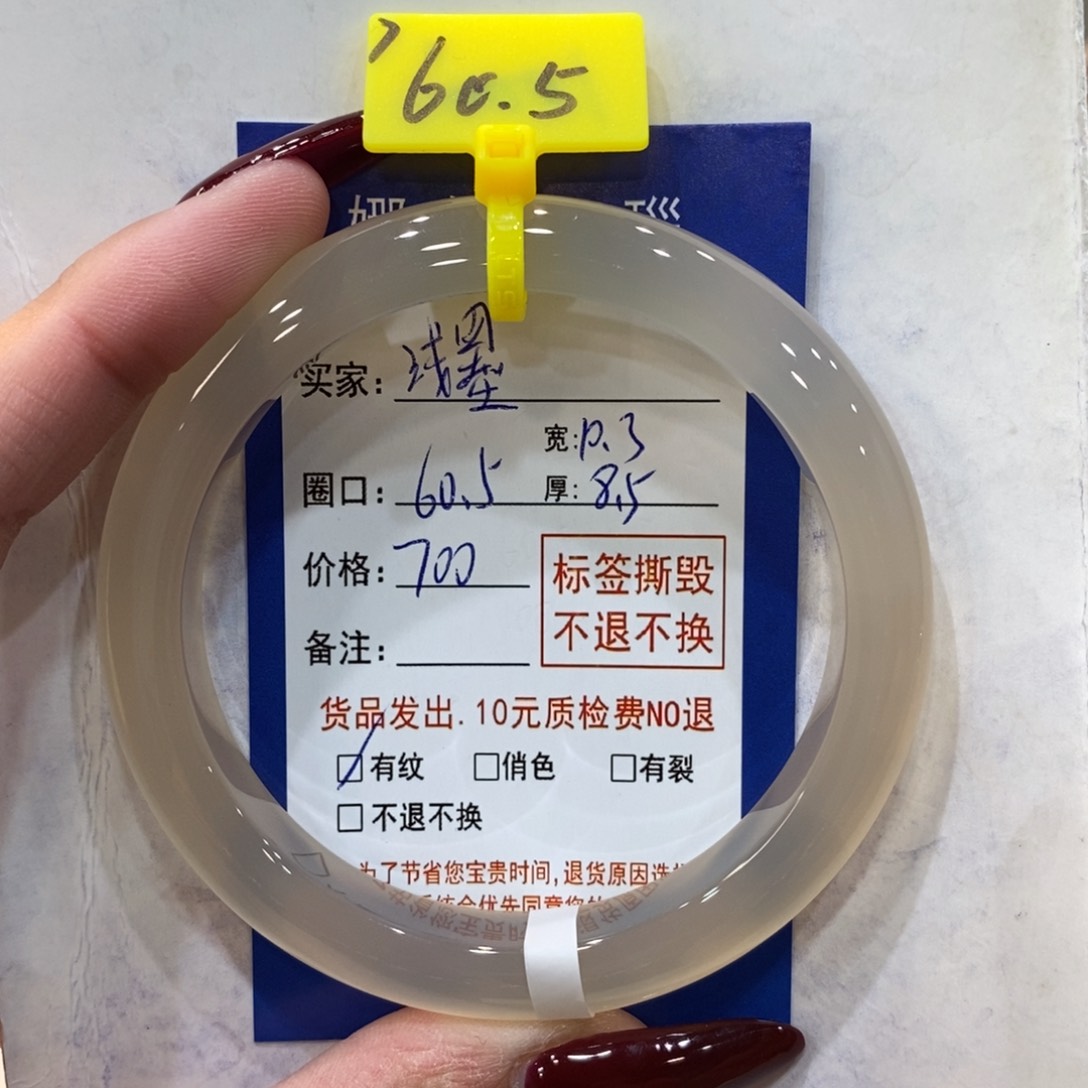 60.5
买家：
宽：
圈口：60.5 厚：8.5
价格：700
标签撕毁
不退不换
备注：
货品发出.10元质检费NO退
□有纹 □俏色 □有裂
□不退不换
为了节省您宝贵时间，退货原因选